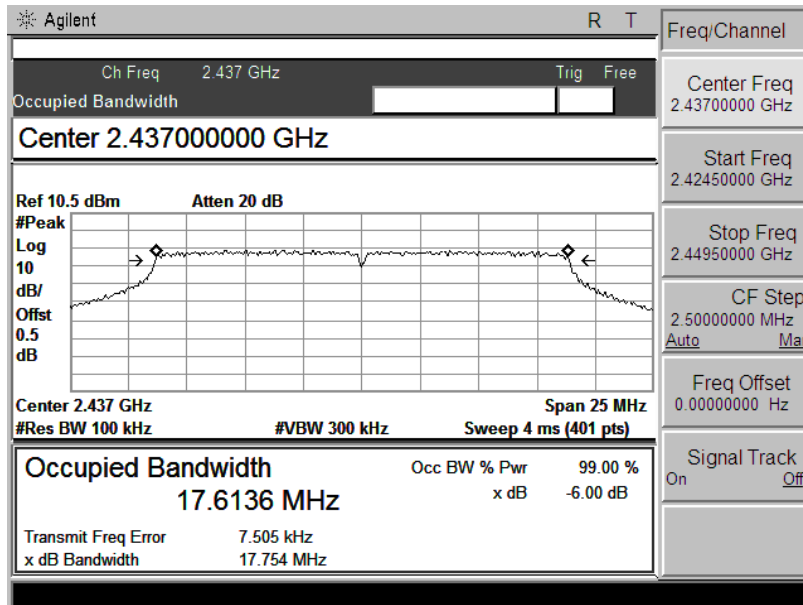 Agilent R T
Ch Freq 2.437 GHz Trig Free
Occupied Bandwidth
Center 2.437000000 GHz
Ref 10.5 dBm Atten 20 dB
#Peak
Log
10
dB/
Offst
0.5
dB
Center 2.437 GHz Span 25 MHz
#Res BW 100 kHz #VBW 300 kHz Sweep 4 ms (401 pts)
Occupied Bandwidth Occ BW % Pwr 99.00 %
17.6136 MHz x dB -6.00 dB
Transmit Freq Error 7.505 kHz
x dB Bandwidth 17.754 MHz
Freq/Channel
Center Freq
2.43700000 GHz
Start Freq
2.42450000 GHz
Stop Freq
2.44950000 GHz
CF Step
2.50000000 MHz
Auto Ma
Freq Offset
0.00000000 Hz
Signal Track
On Off